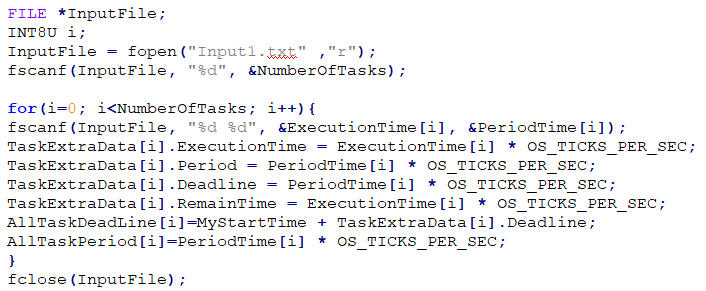 FILE *InputFile;
INT8U i;
InputFile = fopen("Input1.txt" ,"r");
fscanf(InputFile, "%d", &NumberOfTasks);
for(i=0; i<NumberOfTasks; i++){
fscanf(InputFile, "%d %d", &ExecutionTime[i], &PeriodTime[i]);
TaskExtraData[i].ExecutionTime = ExecutionTime[i] * OS_TICKS_PER_SEC;
TaskExtraData[i].Period = PeriodTime[i] * OS_TICKS_PER_SEC;
TaskExtraData[i].Deadline = PeriodTime[i] * OS_TICKS_PER_SEC;
TaskExtraData[i].RemainTime = ExecutionTime[i] * OS_TICKS_PER_SEC;
AllTaskDeadLine[i]=MyStartTime + TaskExtraData[i].Deadline;
AllTaskPeriod[i]=PeriodTime[i] * OS_TICKS_PER_SEC;
}
fclose(InputFile);